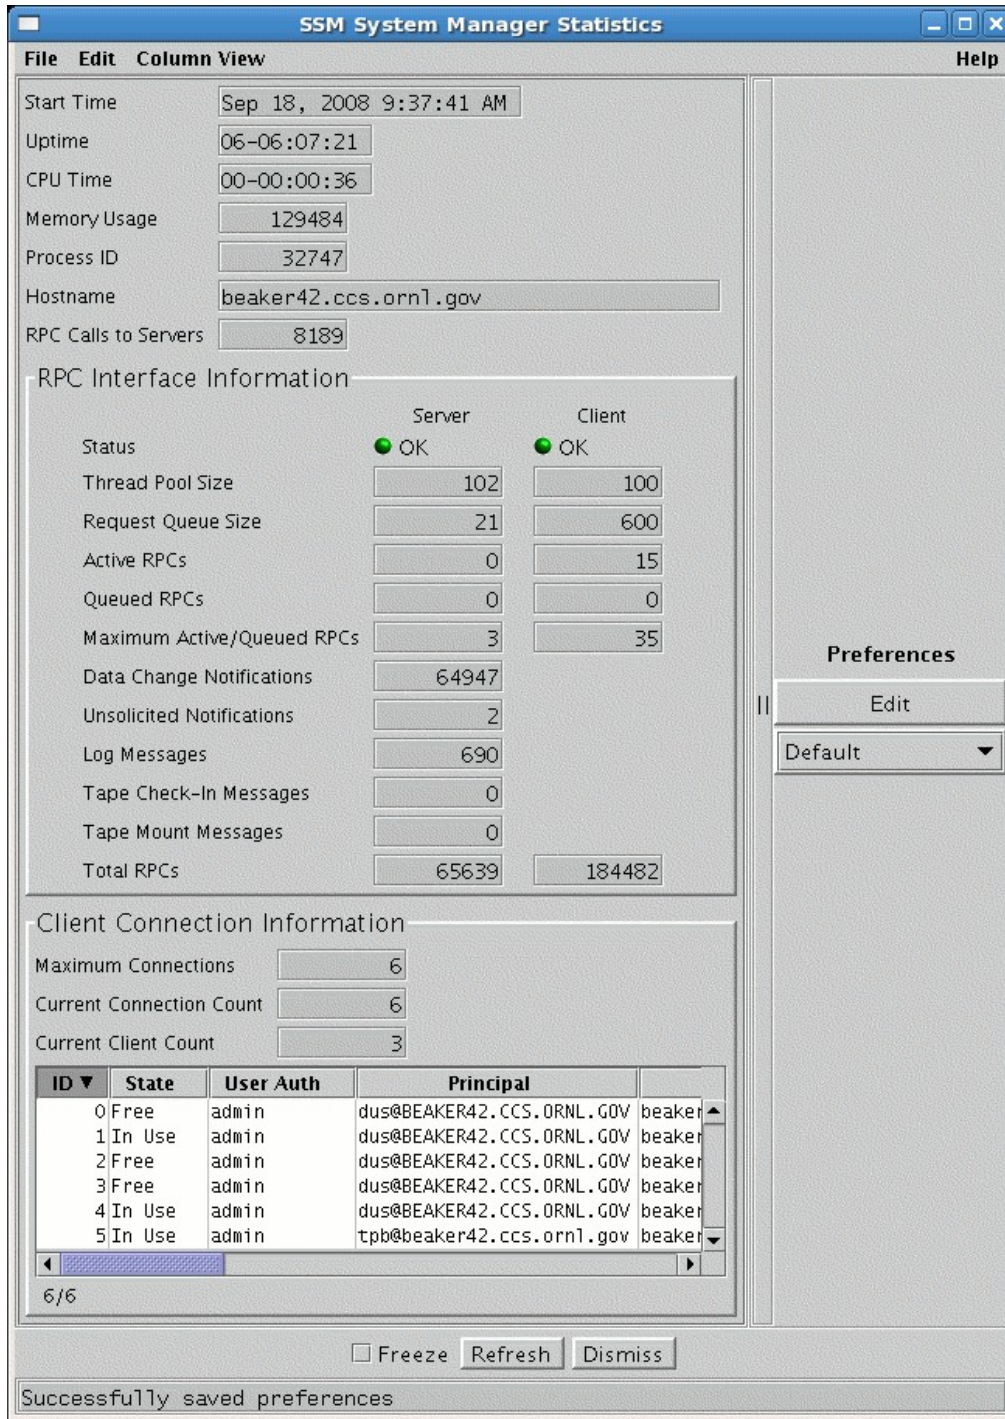 SSM System Manager Statistics
File Edit Column View Help
Start Time Sep 18, 2008 9:37:41 AM
Uptime 06-06:07:21
CPU Time 00-00:00:36
Memory Usage 129484
Process ID 32747
Hostname beaker42.ccs.ornl.gov
RPC Calls to Servers 8189
RPC Interface Information
Server Client
Status OK OK
Thread Pool Size 102 100
Request Queue Size 21 600
Active RPCs 0 15
Queued RPCs 0 0
Maximum Active/Queued RPCs 3 35
Data Change Notifications 64947
Unsolicited Notifications 2
Log Messages 690
Tape Check-In Messages 0
Tape Mount Messages 0
Total RPCs 65639 184482
Client Connection Information
Maximum Connections 6
Current Connection Count 6
Current Client Count 3
ID State User Auth Principal
0 Free admin dus@BEAKER42.CCS.ORNL.GOV beaker
1 In Use admin dus@BEAKER42.CCS.ORNL.GOV beaker
2 Free admin dus@BEAKER42.CCS.ORNL.GOV beaker
3 Free admin dus@BEAKER42.CCS.ORNL.GOV beaker
4 In Use admin dus@BEAKER42.CCS.ORNL.GOV beaker
5 In Use admin tpb@beaker42.ccs.ornl.gov beaker
6/6
Preferences
Edit
Default
Freeze Refresh Dismiss
Successfully saved preferences